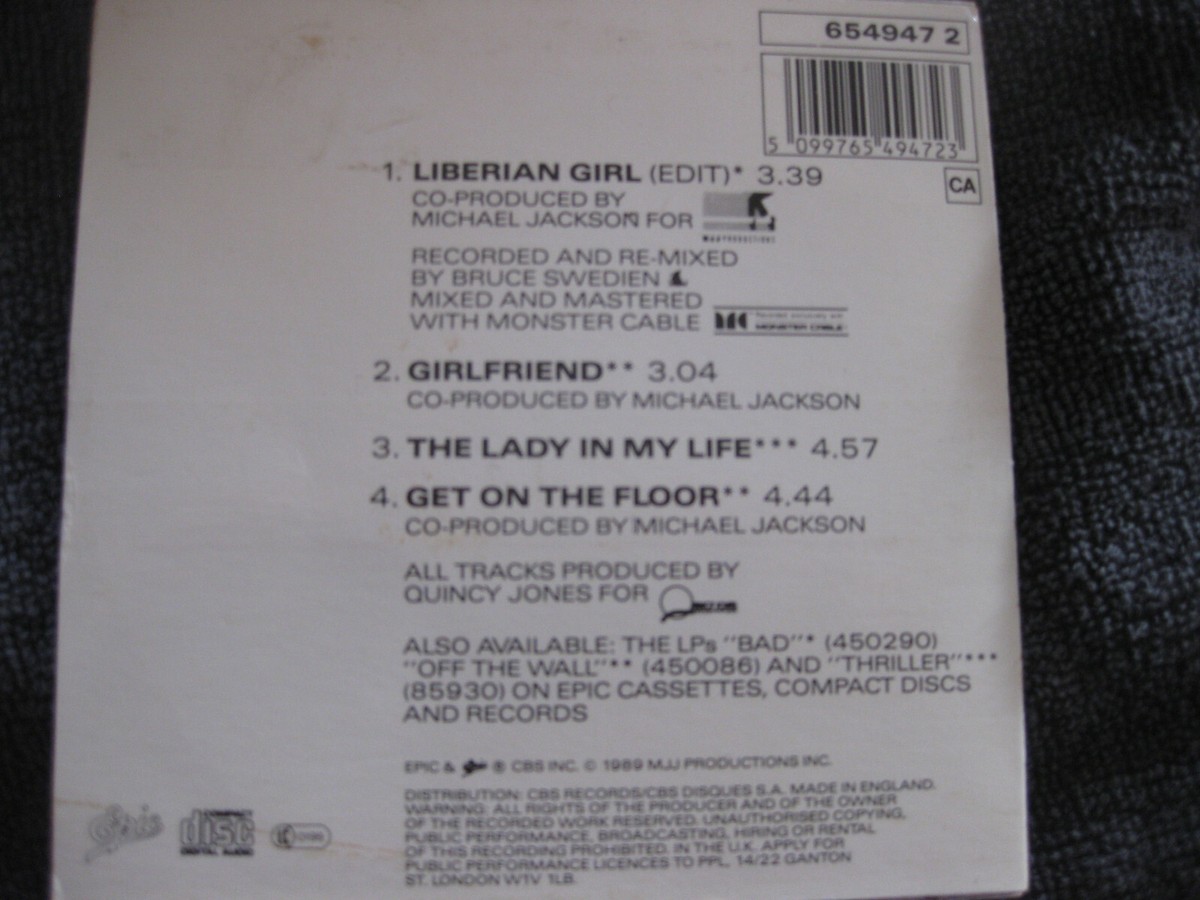 654947 2
5 099765 494723
CA
1. LIBERIAN GIRL (EDIT)* 3.39
CO-PRODUCED BY
MICHAEL JACKSON FOR
MJJ PRODUCTIONS
RECORDED AND RE-MIXED
BY BRUCE SWEDIEN
MIXED AND MASTERED
WITH MONSTER CABLE
Recorded exclusively with
MONSTER CABLE
2. GIRLFRIEND** 3.04
CO-PRODUCED BY MICHAEL JACKSON
3. THE LADY IN MY LIFE*** 4.57
4. GET ON THE FLOOR** 4.44
CO-PRODUCED BY MICHAEL JACKSON
ALL TRACKS PRODUCED BY
QUINCY JONES FOR
ALSO AVAILABLE: THE LPs "BAD"* (450290)
"OFF THE WALL"** (450086) AND "THRILLER"***
(85930) ON EPIC CASSETTES, COMPACT DISCS
AND RECORDS
EPIC & ® CBS INC. © 1989 MJJ PRODUCTIONS INC.
DISTRIBUTION: CBS RECORDS/CBS DISQUES S.A. MADE IN ENGLAND.
WARNING: ALL RIGHTS OF THE PRODUCER AND OF THE OWNER
OF THE RECORDED WORK RESERVED. UNAUTHORISED COPYING,
PUBLIC PERFORMANCE, BROADCASTING, HIRING OR RENTAL
OF THIS RECORDING PROHIBITED. IN THE U.K. APPLY FOR
PUBLIC PERFORMANCE LICENCES TO PPL, 14/22 GANTON
ST. LONDON W1V 1LB.
Epic
COMPACT
disc
DIGITAL AUDIO